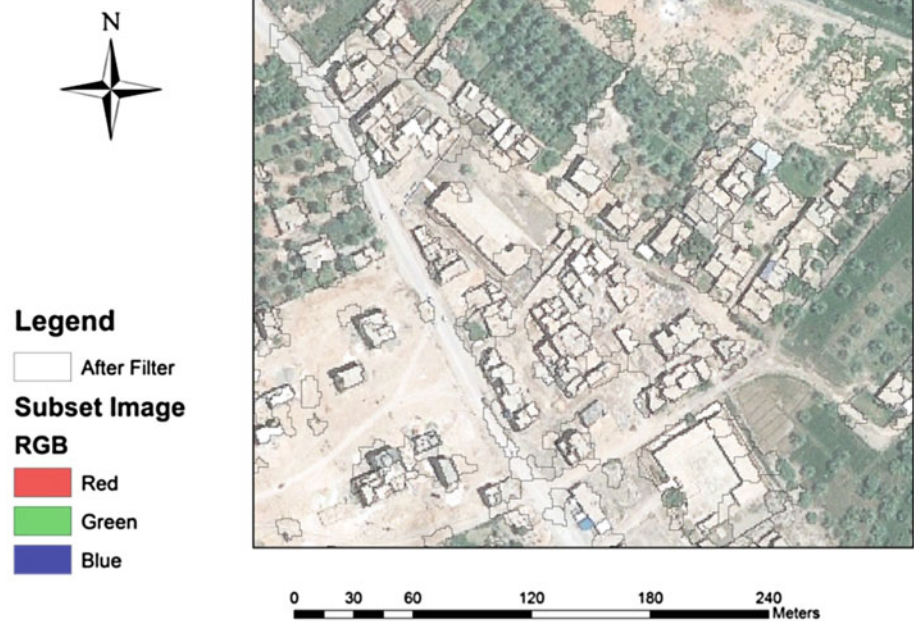 N
Legend
After Filter
Subset Image
RGB
Red
Green
Blue
0 30 60 120 180 240
Meters